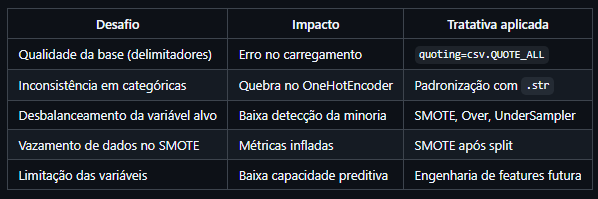 Desafio Impacto Tratativa aplicada
Qualidade da base (delimitadores) Erro no carregamento quoting=csv.QUOTE_ALL
Inconsistência em categóricas Quebra no OneHotEncoder Padronização com .str
Desbalanceamento da variável alvo Baixa detecção da minoria SMOTE, Over, UnderSampler
Vazamento de dados no SMOTE Métricas infladas SMOTE após split
Limitação das variáveis Baixa capacidade preditiva Engenharia de features futura